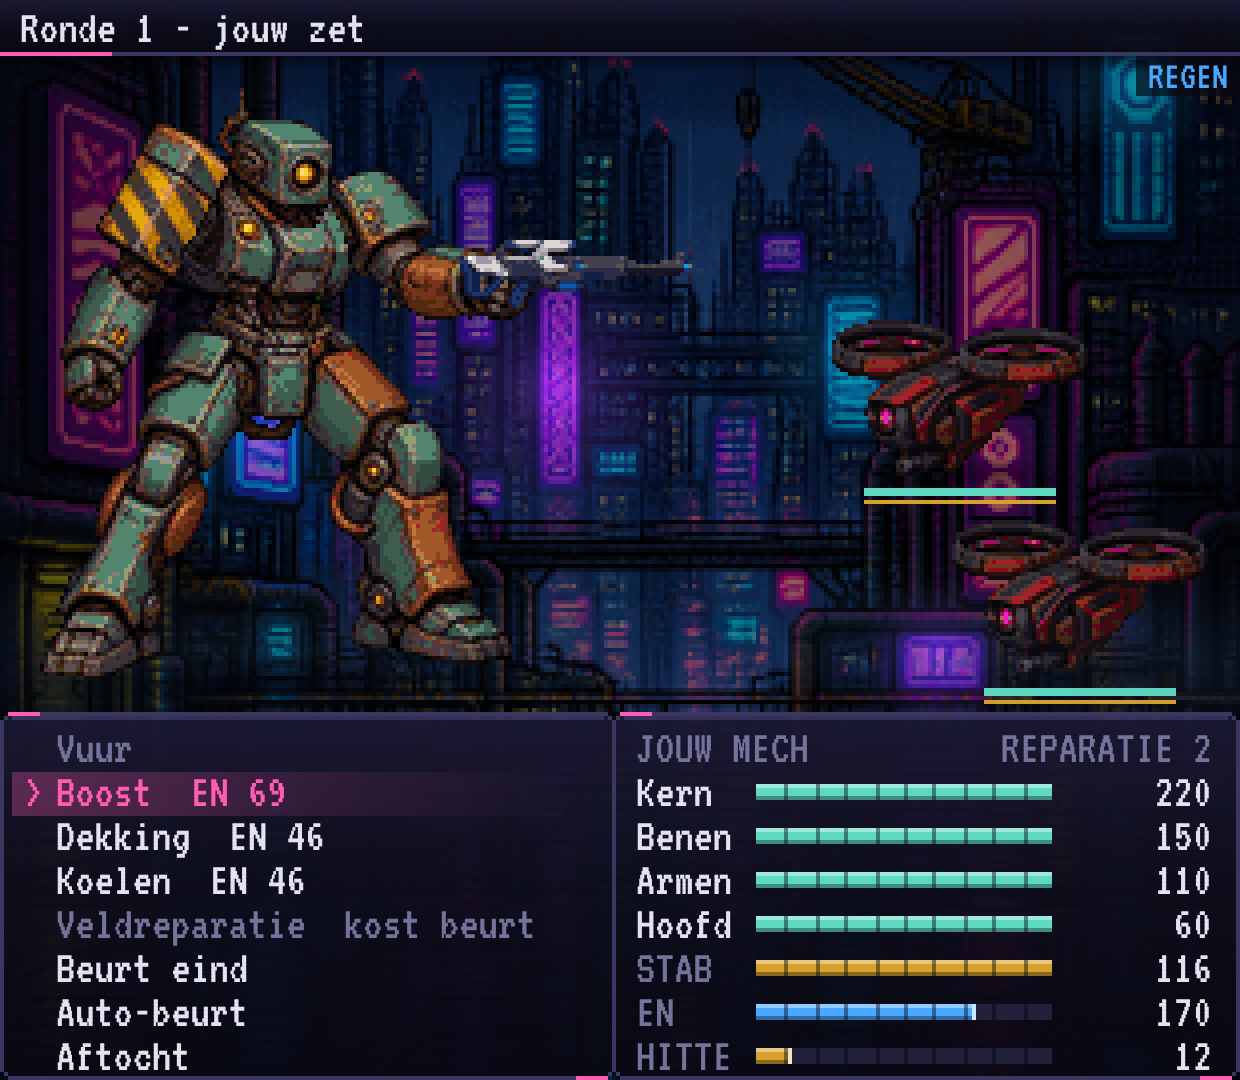 Ronde 1 - jouw zet
REGEN
Vuur
> Boost EN 69
Dekking EN 46
Koelen EN 46
Veldreparatie kost beurt
Beurt eind
Auto-beurt
Aftocht
JOUW MECH REPARATIE 2
Kern 220
Benen 150
Armen 110
Hoofd 60
STAB 116
EN 170
HITTE 12